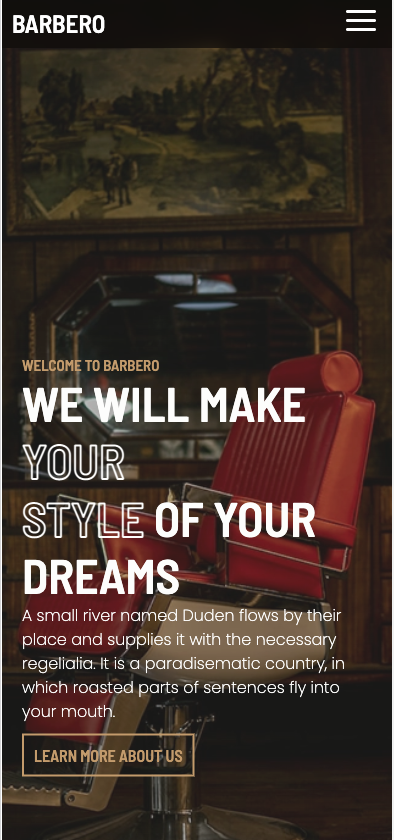 BARBERO
WELCOME TO BARBERO
WE WILL MAKE
YOUR
STYLE OF YOUR
DREAMS
A small river named Duden flows by their
place and supplies it with the necessary
regelialia. It is a paradisematic country, in
which roasted parts of sentences fly into
your mouth.
LEARN MORE ABOUT US